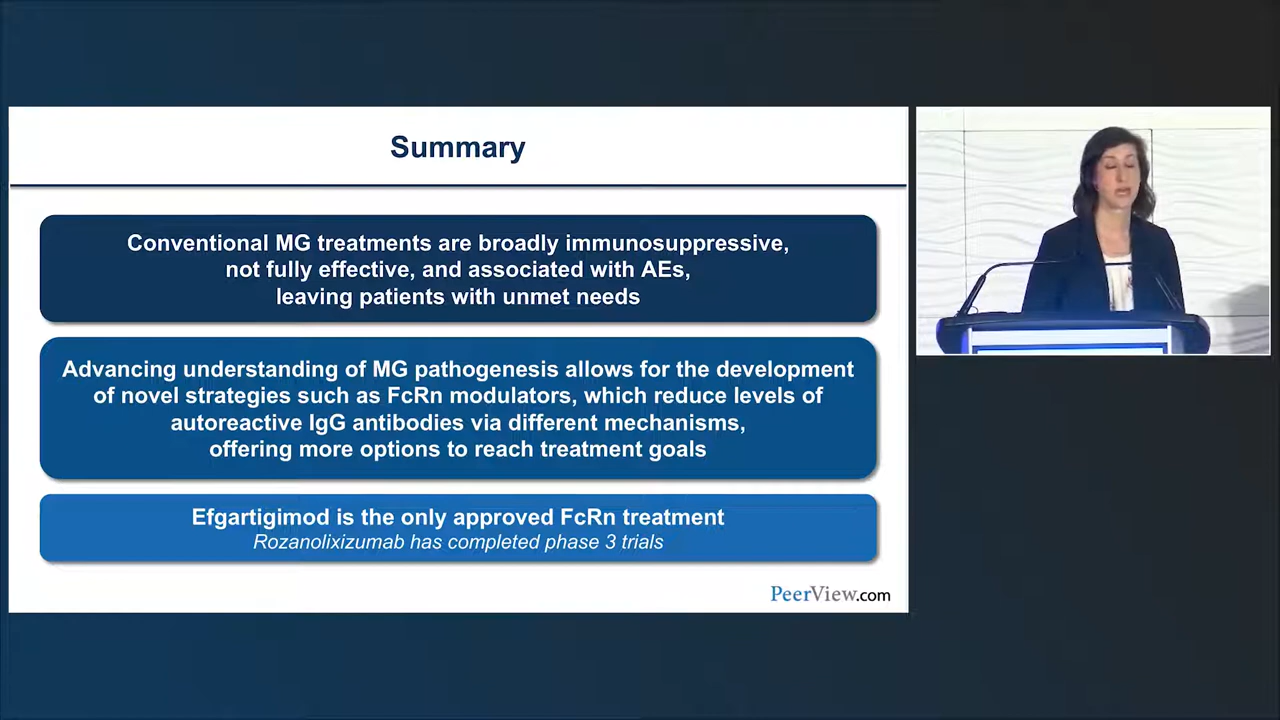 Summary
Conventional MG treatments are broadly immunosuppressive,
not fully effective, and associated with AEs,
leaving patients with unmet needs
Advancing understanding of MG pathogenesis allows for the development
of novel strategies such as FcRn modulators, which reduce levels of
autoreactive IgG antibodies via different mechanisms,
offering more options to reach treatment goals
Efgartigimod is the only approved FcRn treatment
Rozanolixizumab has completed phase 3 trials
PeerView.com